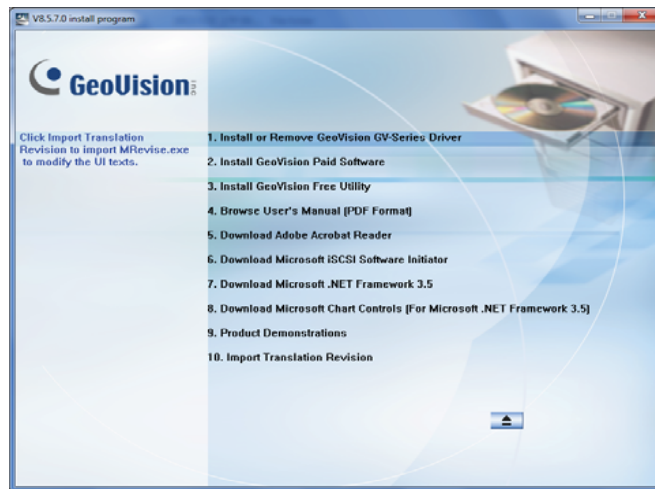 V8.5.7.0 install program
GeoVision inc
Click Import Translation
Revision to import MRevise.exe
to modify the UI texts.
1. Install or Remove GeoVision GV-Series Driver
2. Install GeoVision Paid Software
3. Install GeoVision Free Utility
4. Browse User's Manual [PDF Format]
5. Download Adobe Acrobat Reader
6. Download Microsoft iSCSI Software Initiator
7. Download Microsoft .NET Framework 3.5
8. Download Microsoft Chart Controls [For Microsoft .NET Framework 3.5]
9. Product Demonstrations
10. Import Translation Revision